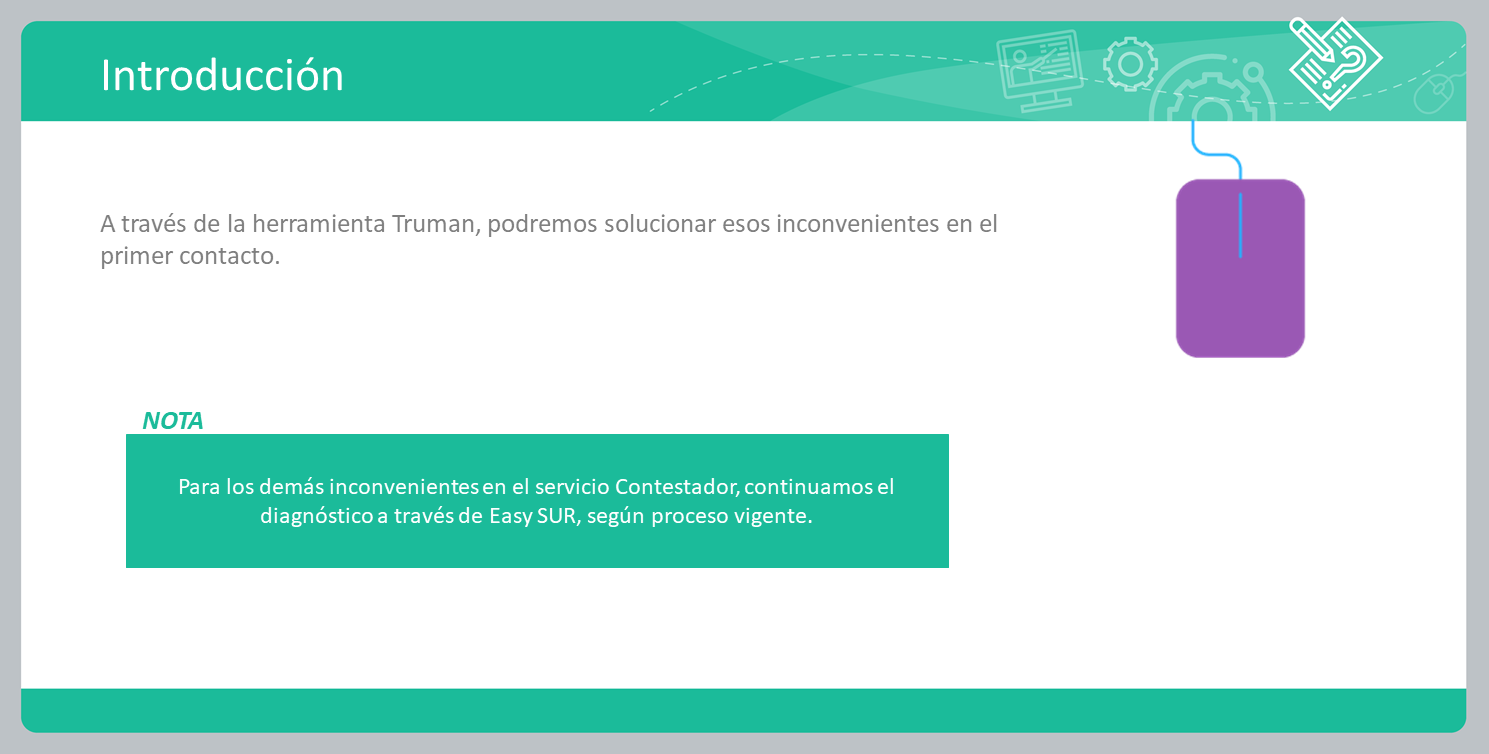 Introducción
A través de la herramienta Truman, podremos solucionar esos inconvenientes en el
primer contacto.
NOTA
Para los demás inconvenientes en el servicio Contestador, continuamos el
diagnóstico a través de Easy SUR, según proceso vigente.